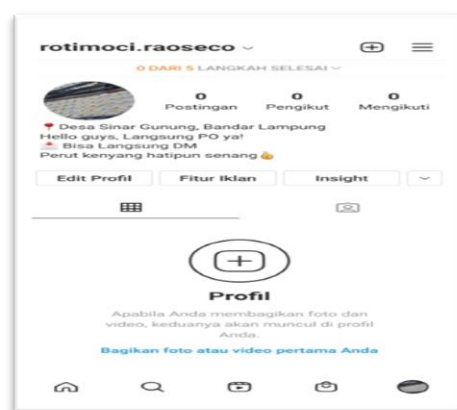 rotimoci.raoseco
0 DARI 5 LANGKAH SELESAI
0 0 0
Postingan Pengikut Mengikuti
📍 Desa Sinar Gunung, Bandar Lampung
Hello guys, Langsung PO ya!
📩 Bisa Langsung DM
Perut kenyang hatipun senang 👍
Edit Profil Fitur Iklan Insight
Profil
Apabila Anda membagikan foto dan
video, keduanya akan muncul di profil
Anda.
Bagikan foto atau video pertama Anda